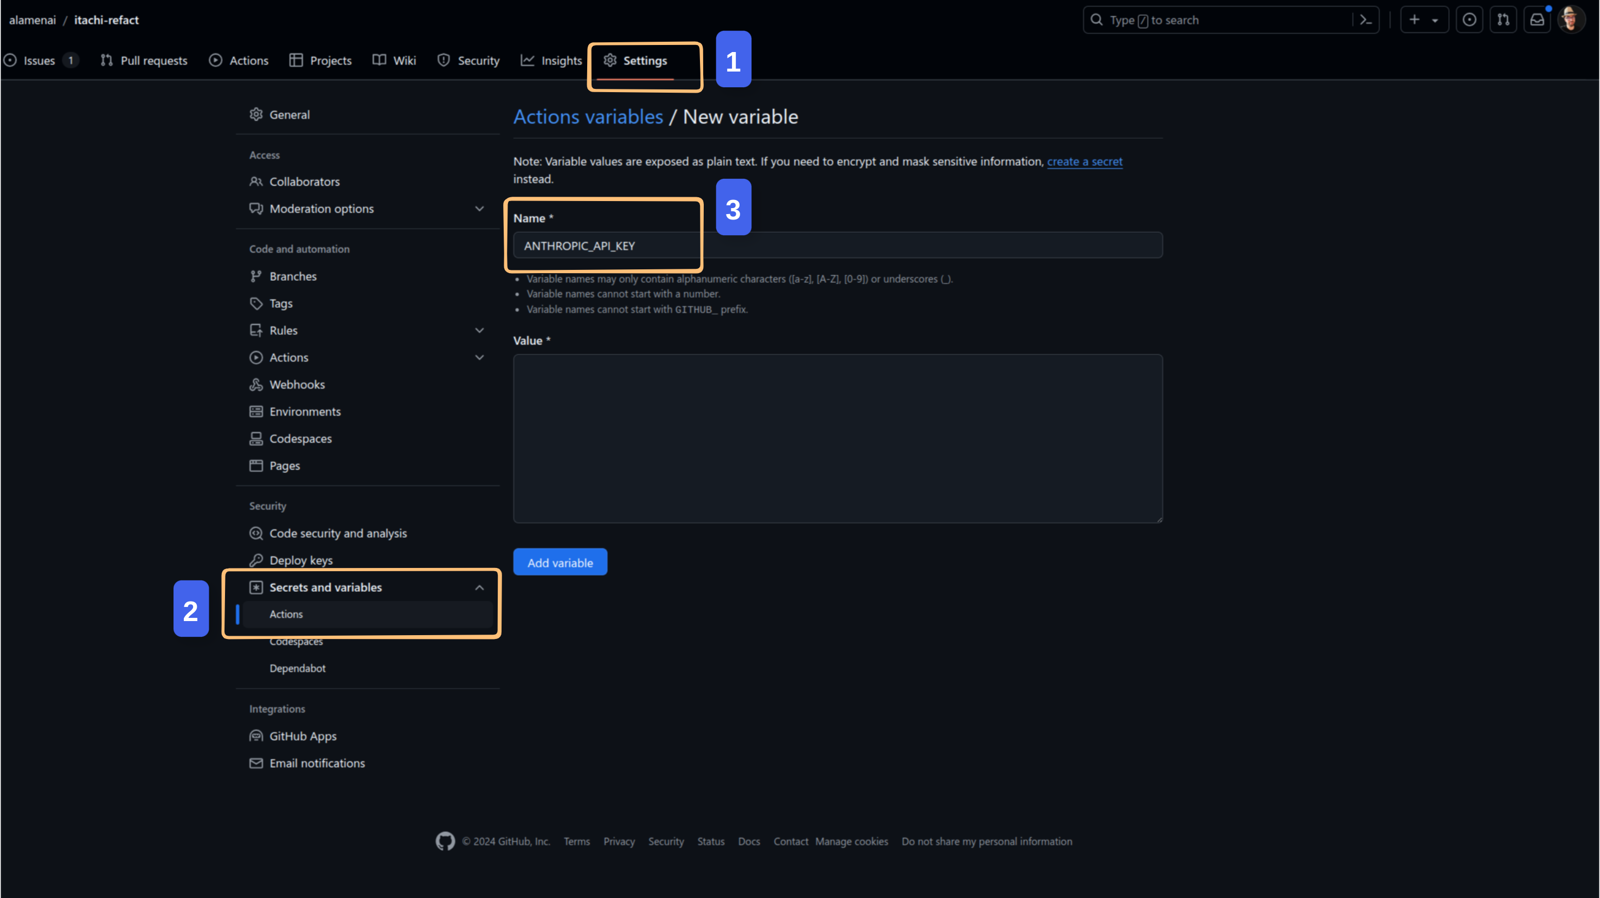 alamenai / itachi-refact
Type / to search
Issues 1 Pull requests Actions Projects Wiki Security Insights Settings
1
General
Access
Collaborators
Moderation options
Code and automation
Branches
Tags
Rules
Actions
Webhooks
Environments
Codespaces
Pages
Security
Code security and analysis
Deploy keys
2
Secrets and variables
Actions
Codespaces
Dependabot
Integrations
GitHub Apps
Email notifications
Actions variables / New variable
Note: Variable values are exposed as plain text. If you need to encrypt and mask sensitive information, create a secret
instead.
3
Name *
ANTHROPIC_API_KEY
Variable names may only contain alphanumeric characters ([a-z], [A-Z], [0-9]) or underscores (_).
Variable names cannot start with a number.
Variable names cannot start with GITHUB_ prefix.
Value *
Add variable
© 2024 GitHub, Inc. Terms Privacy Security Status Docs Contact Manage cookies Do not share my personal information